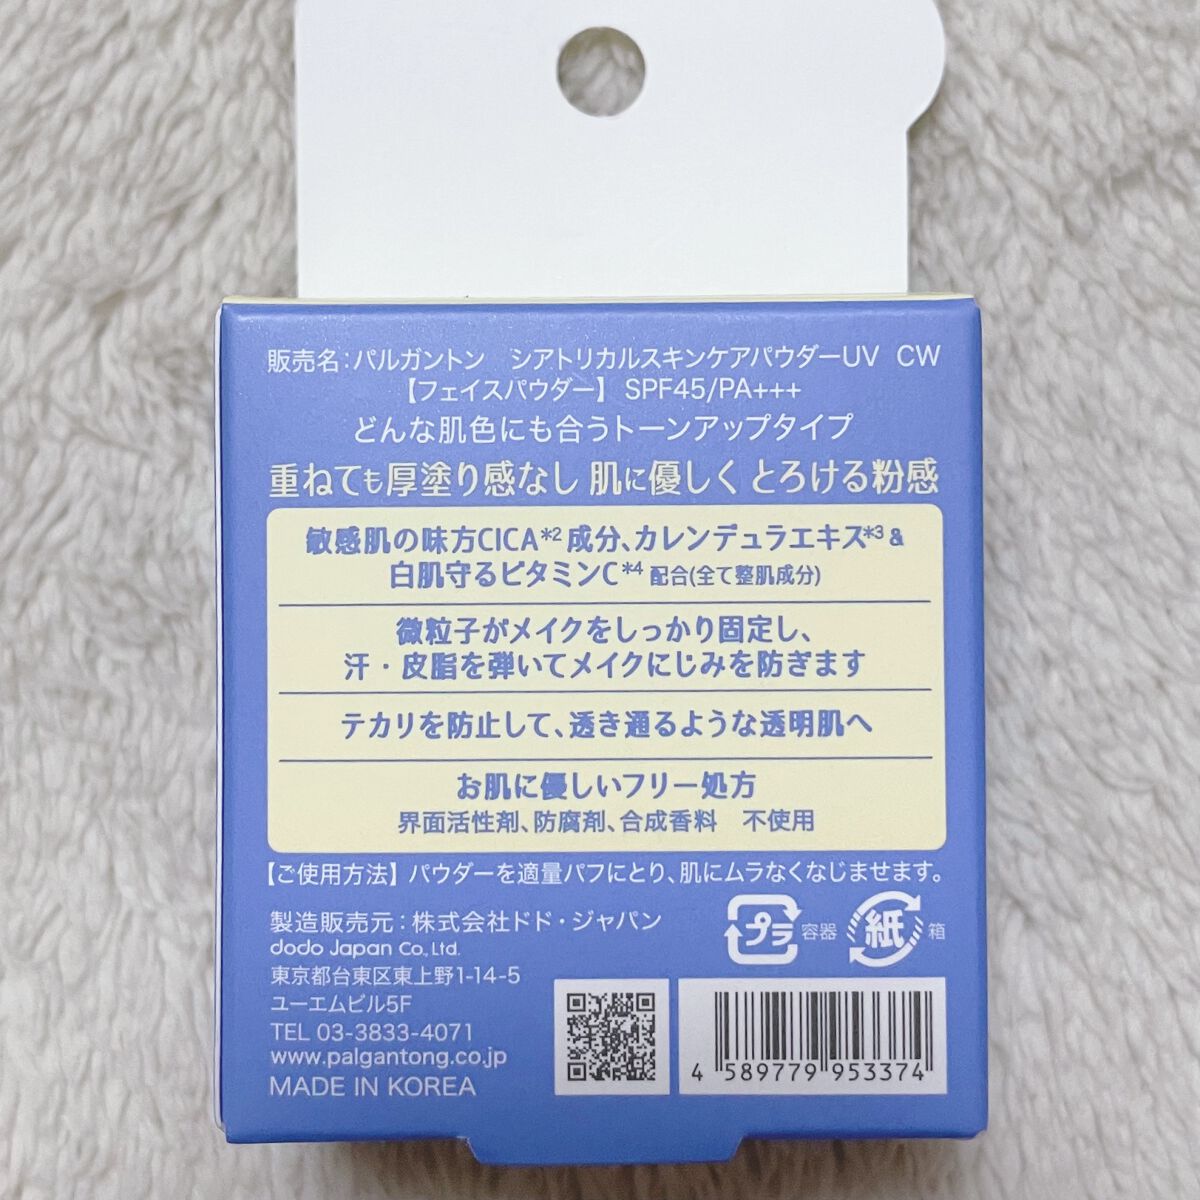 販売名:パルガントン　シアトリカルスキンケアパウダーUV　CW
【フェイスパウダー】 SPF45/PA+++
どんな肌色にも合うトーンアップタイプ
重ねても厚塗り感なし 肌に優しく とろける粉感
敏感肌の味方CICA*2成分、カレンデュラエキス*3&
白肌守るビタミンC*4 配合(全て整肌成分)
微粒子がメイクをしっかり固定し、
汗・皮脂を弾いてメイクにじみを防ぎます
テカリを防止して、透き通るような透明肌へ
お肌に優しいフリー処方
界面活性剤、防腐剤、合成香料　不使用
【ご使用方法】 パウダーを適量パフにとり、肌にムラなくなじませます。
製造販売元:株式会社ドド・ジャパン
dodo Japan Co., Ltd.
東京都台東区東上野1-14-5
ユーエムビル5F
TEL 03-3833-4071
www.palgantong.co.jp
MADE IN KOREA
プラ 容器
紙 箱
4 589779 953374